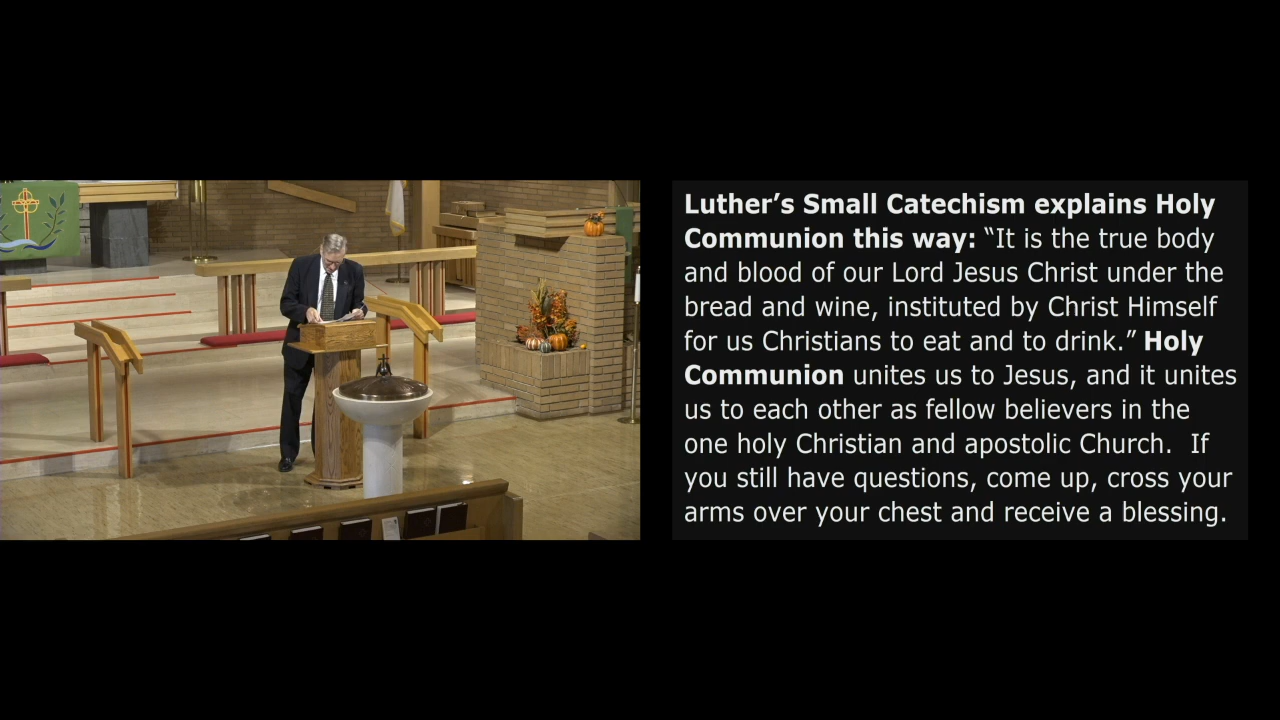 Luther’s Small Catechism explains Holy
Communion this way: “It is the true body
and blood of our Lord Jesus Christ under the
bread and wine, instituted by Christ Himself
for us Christians to eat and to drink.” Holy
Communion unites us to Jesus, and it unites
us to each other as fellow believers in the
one holy Christian and apostolic Church.  If
you still have questions, come up, cross your
arms over your chest and receive a blessing.